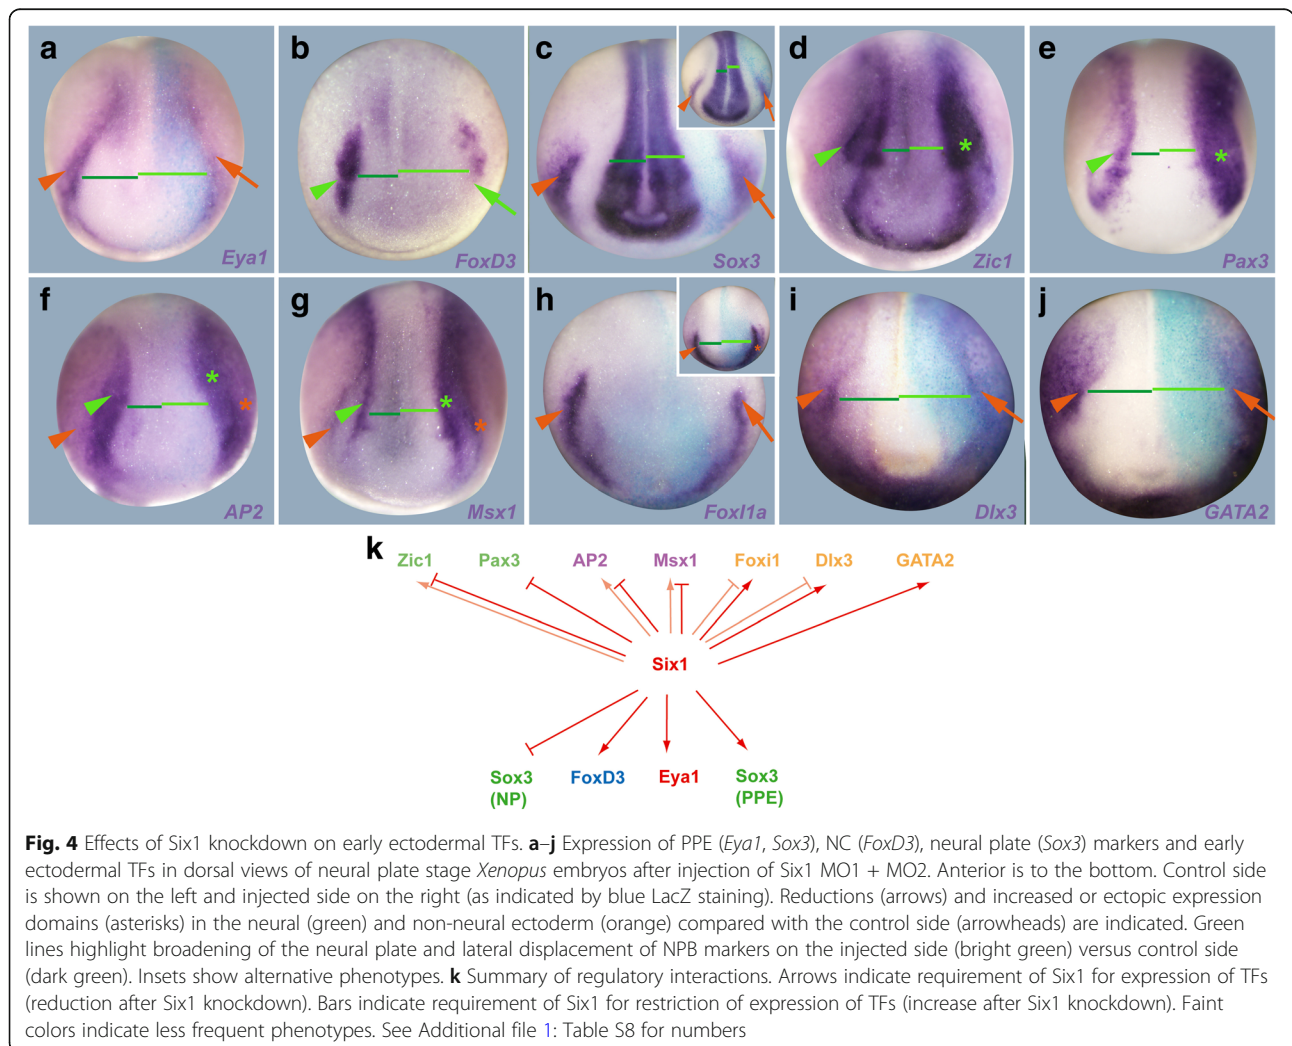 a
b
c
d
e
Eya1
FoxD3
Sox3
Zic1
Pax3
f
g
h
i
j
AP2
Msx1
FoxI1a
Dlx3
GATA2
k
Zic1 Pax3 AP2 Msx1 Foxi1 Dlx3 GATA2
Six1
Sox3 FoxD3 Eya1 Sox3
(NP) (PPE)
Fig. 4 Effects of Six1 knockdown on early ectodermal TFs. a–j Expression of PPE (Eya1, Sox3), NC (FoxD3), neural plate (Sox3) markers and early
ectodermal TFs in dorsal views of neural plate stage Xenopus embryos after injection of Six1 MO1 + MO2. Anterior is to the bottom. Control side
is shown on the left and injected side on the right (as indicated by blue LacZ staining). Reductions (arrows) and increased or ectopic expression
domains (asterisks) in the neural (green) and non-neural ectoderm (orange) compared with the control side (arrowheads) are indicated. Green
lines highlight broadening of the neural plate and lateral displacement of NPB markers on the injected side (bright green) versus control side
(dark green). Insets show alternative phenotypes. k Summary of regulatory interactions. Arrows indicate requirement of Six1 for expression of TFs
(reduction after Six1 knockdown). Bars indicate requirement of Six1 for restriction of expression of TFs (increase after Six1 knockdown). Faint
colors indicate less frequent phenotypes. See Additional file 1: Table S8 for numbers